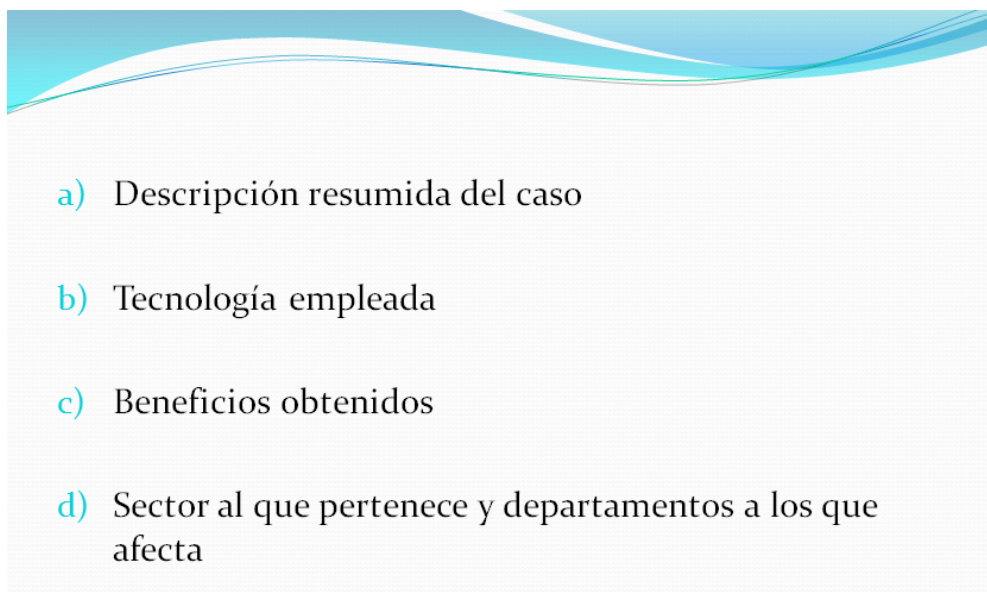 a) Descripción resumida del caso
b) Tecnología empleada
c) Beneficios obtenidos
d) Sector al que pertenece y departamentos a los que
afecta